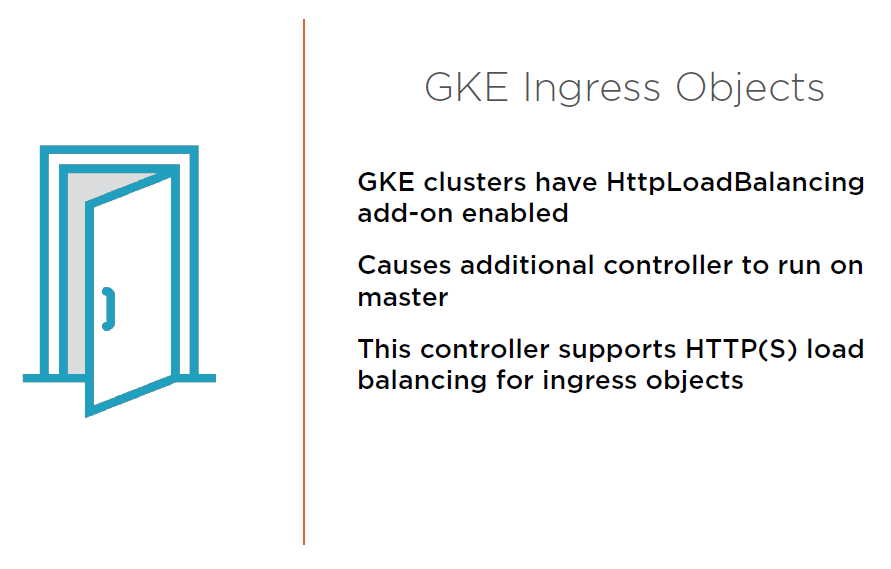 GKE Ingress Objects
GKE clusters have HttpLoadBalancing
add-on enabled
Causes additional controller to run on
master
This controller supports HTTP(S) load
balancing for ingress objects